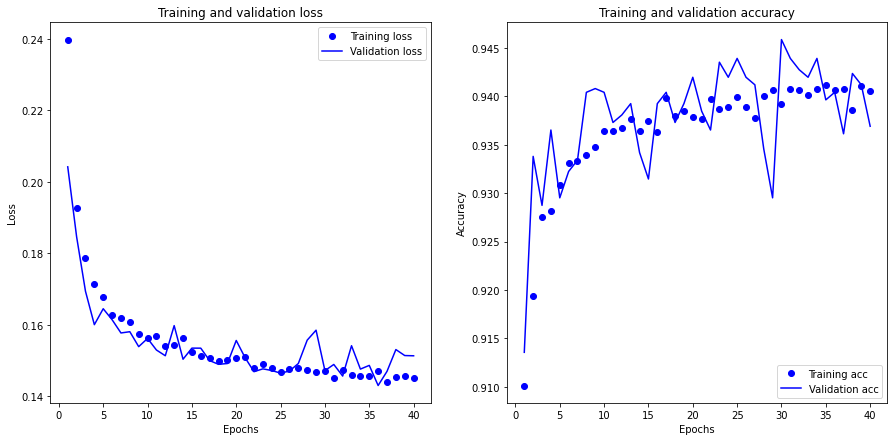 Training and validation loss
0.24
0.22
0.20
0.18
0.16
0.14
Loss
0 5 10 15 20 25 30 35 40
Epochs
Training loss
Validation loss
Training and validation accuracy
0.945
0.940
0.935
0.930
0.925
0.920
0.915
0.910
Accuracy
0 5 10 15 20 25 30 35 40
Epochs
Training acc
Validation acc